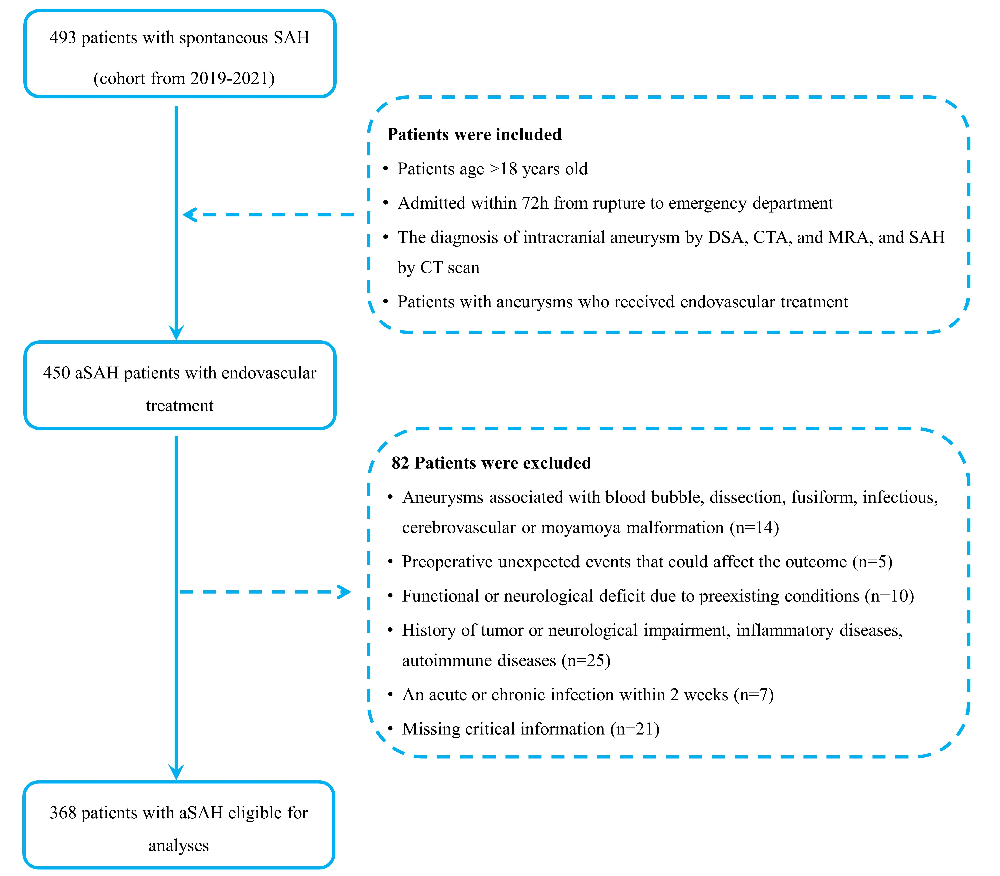 493 patients with spontaneous SAH
(cohort from 2019-2021)
Patients were included
• Patients age >18 years old
• Admitted within 72h from rupture to emergency department
• The diagnosis of intracranial aneurysm by DSA, CTA, and MRA, and SAH
by CT scan
• Patients with aneurysms who received endovascular treatment
450 aSAH patients with endovascular
treatment
82 Patients were excluded
• Aneurysms associated with blood bubble, dissection, fusiform, infectious,
cerebrovascular or moyamoya malformation (n=14)
• Preoperative unexpected events that could affect the outcome (n=5)
• Functional or neurological deficit due to preexisting conditions (n=10)
• History of tumor or neurological impairment, inflammatory diseases,
autoimmune diseases (n=25)
• An acute or chronic infection within 2 weeks (n=7)
• Missing critical information (n=21)
368 patients with aSAH eligible for
analyses